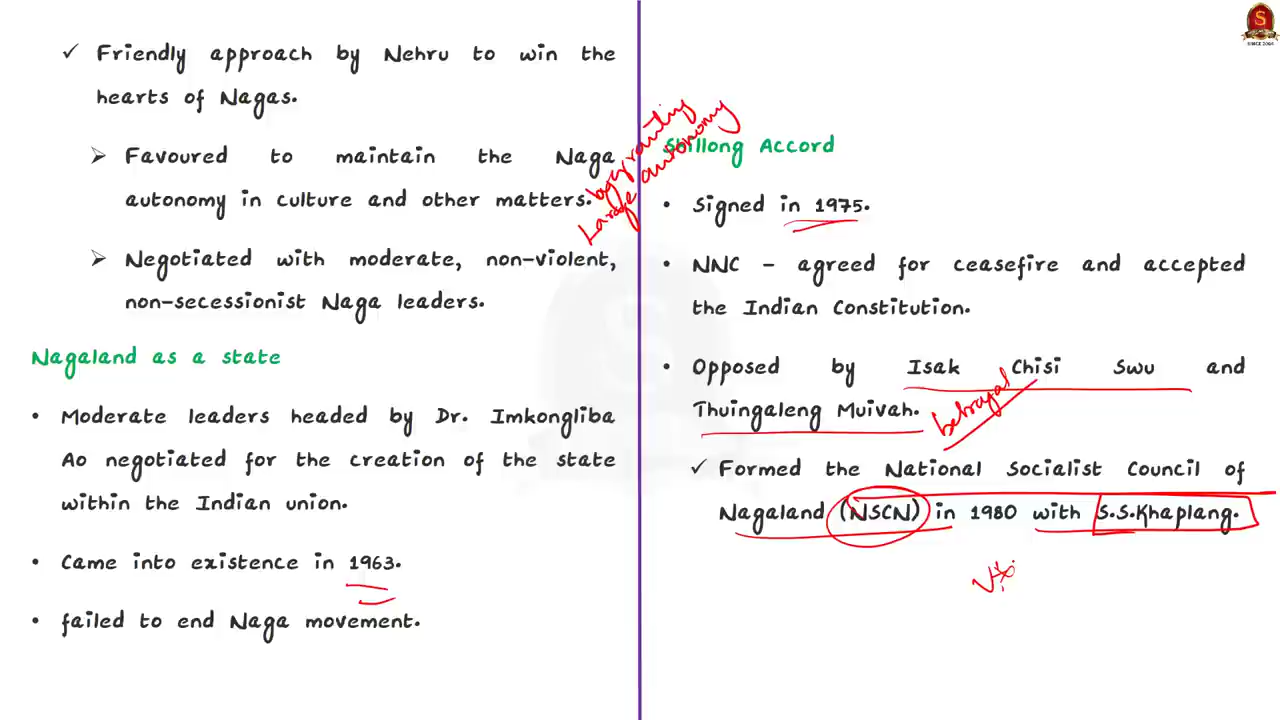 ✓ Friendly approach by Nehru to win the
hearts of Nagas.
➢ Favoured to maintain the Naga
autonomy in culture and other matters.
by granting
Large autonomy
➢ Negotiated with moderate, non-violent,
non-secessionist Naga leaders.
Nagaland as a state
• Moderate leaders headed by Dr. Imkongliba
Ao negotiated for the creation of the state
within the Indian union.
• Came into existence in 1963.
• failed to end Naga movement.
S
SINCE 2004
Shillong Accord
• Signed in 1975.
• NNC - agreed for ceasefire and accepted
the Indian Constitution.
• Opposed by Isak Chisi Swu and
Thuingaleng Muivah.
betrayal
✓ Formed the National Socialist Council of
Nagaland (NSCN) in 1980 with S.S.Khaplang.